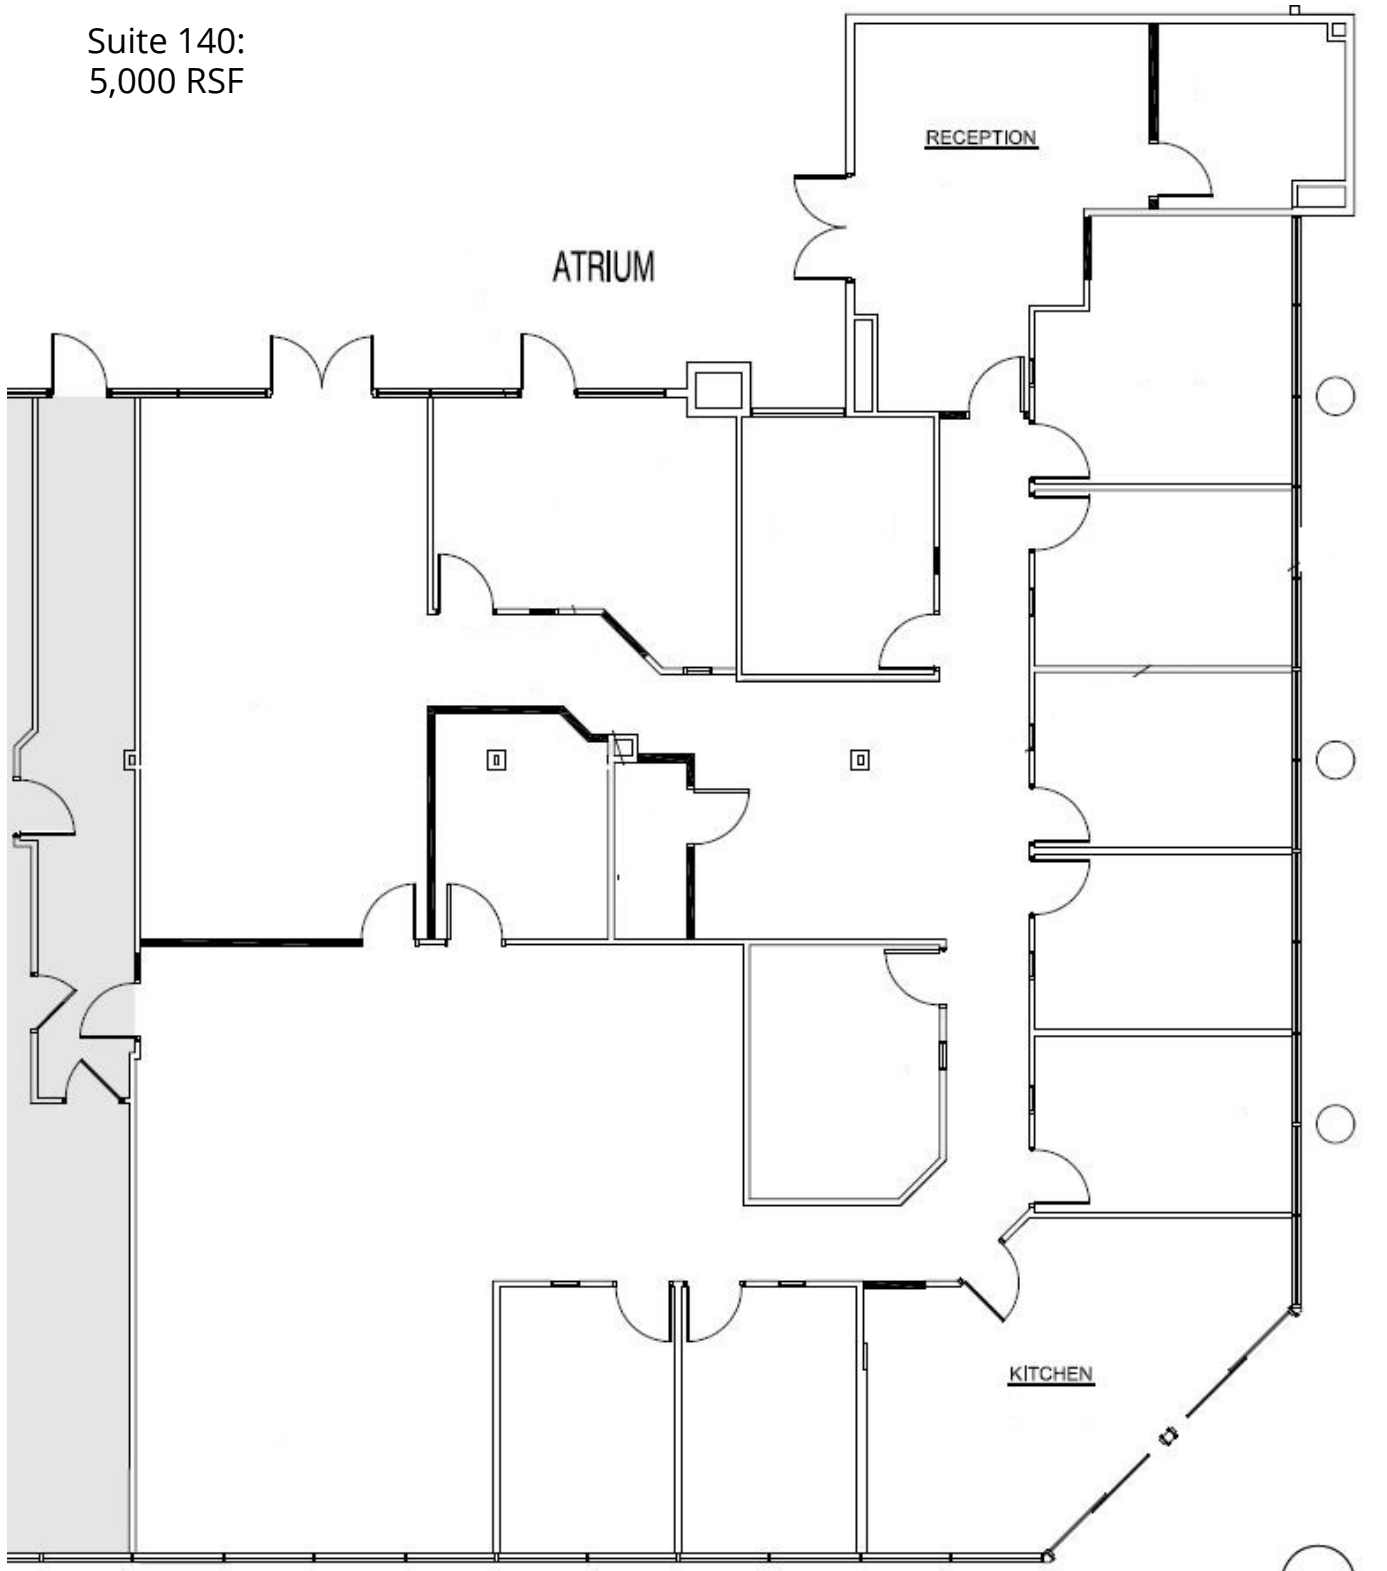 Suite 140:
5,000 RSF
RECEPTION
ATRIUM
KITCHEN